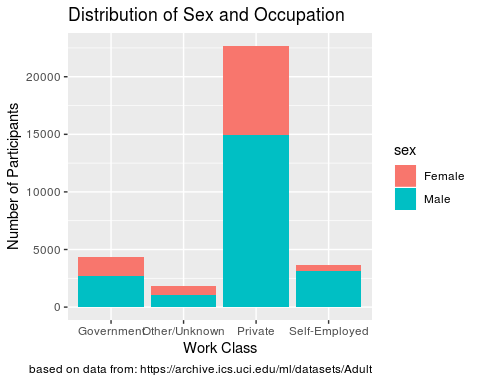 Distribution of Sex and Occupation
Number of Participants
20000
15000
10000
5000
0
Government
Other/Unknown
Private
Self-Employed
Work Class
sex
Female
Male
based on data from: https://archive.ics.uci.edu/ml/datasets/Adult